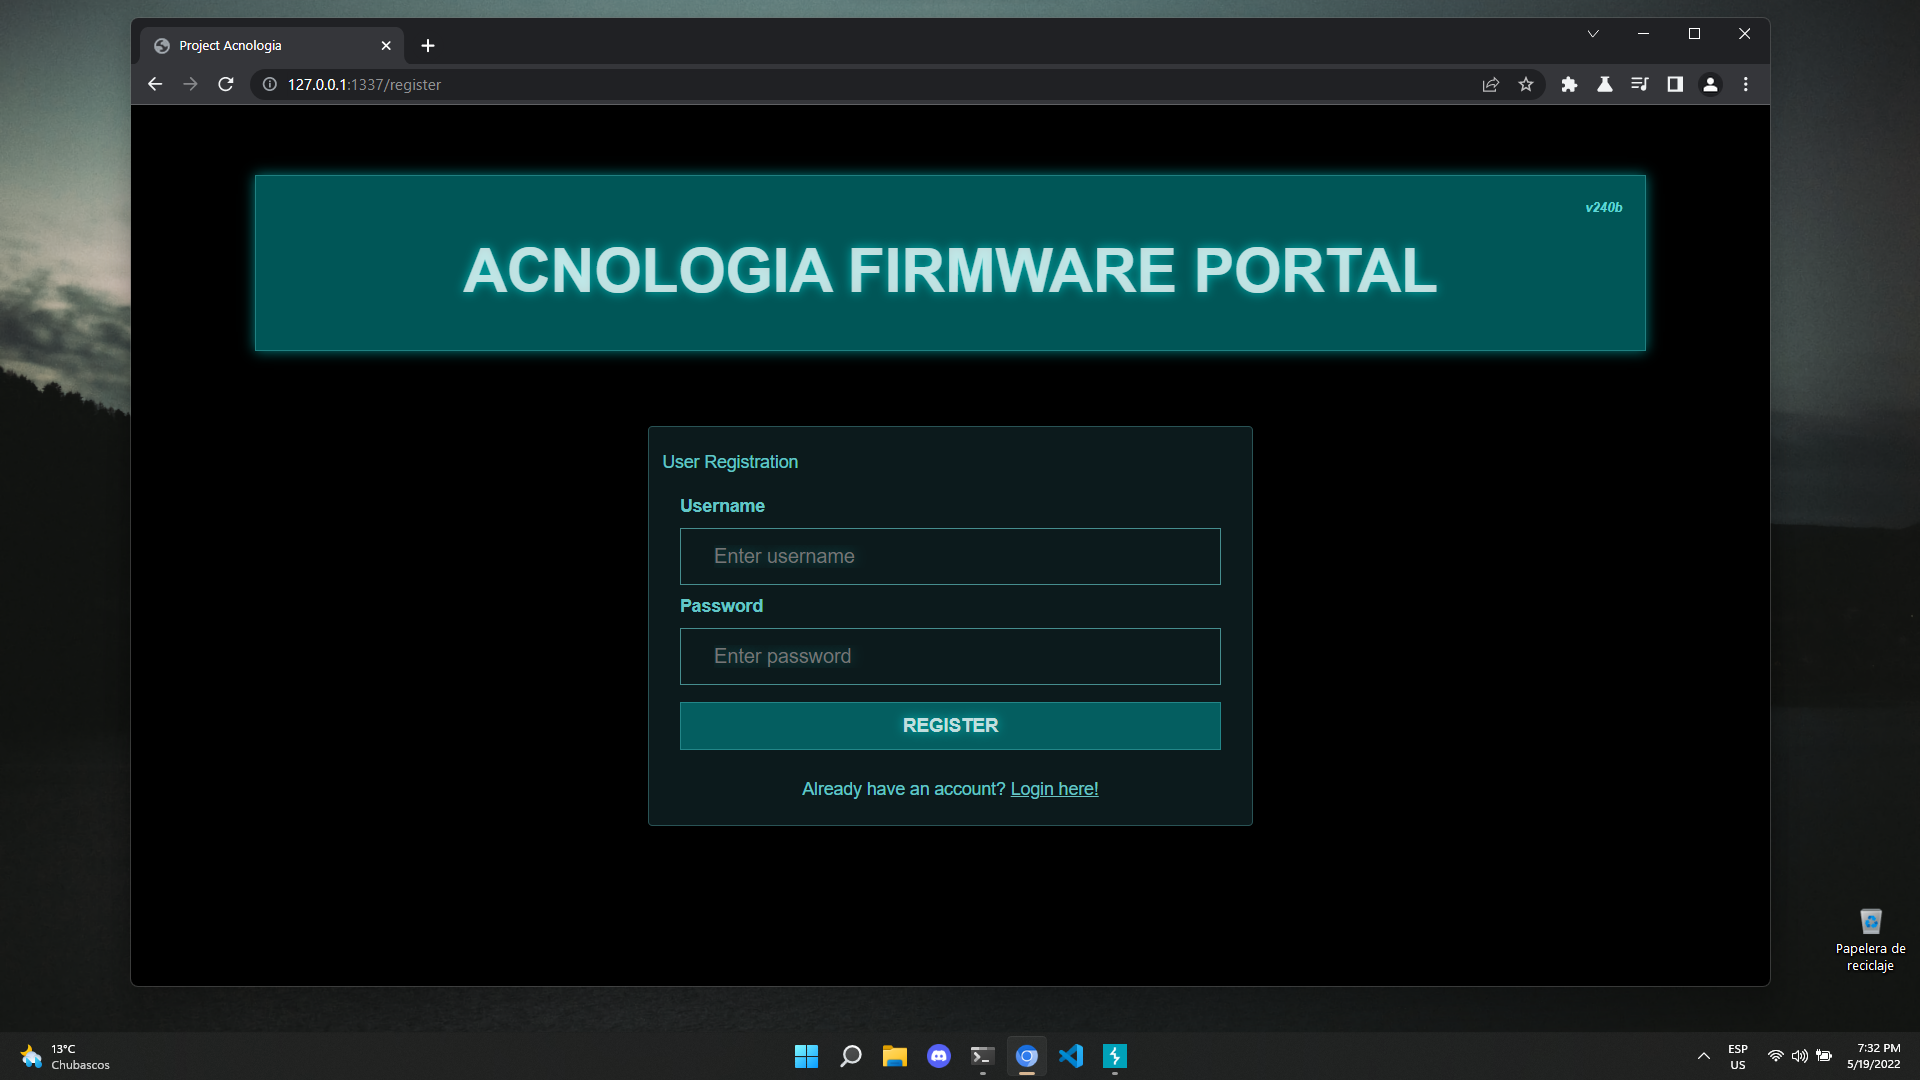 Project Acnologia
127.0.0.1:1337/register
v240b
ACNOLOGIA FIRMWARE PORTAL
User Registration
Username
Enter username
Password
Enter password
REGISTER
Already have an account? Login here!
Papelera de
reciclaje
13°C
Chubascos
ESP
US
7:32 PM
5/19/2022